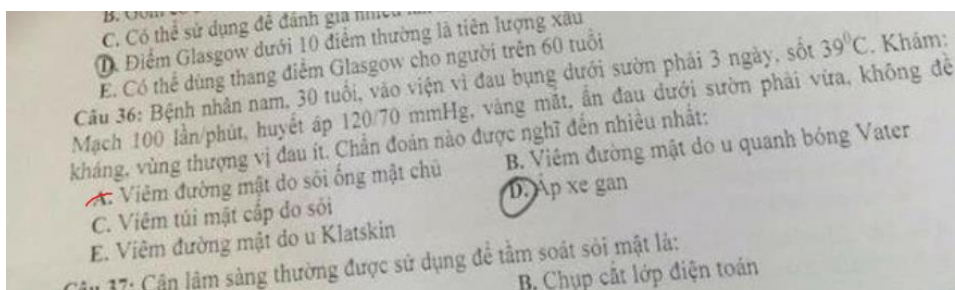 C. Có thể sử dụng để đánh giá
D. Điểm Glasgow dưới 10 điểm thường là tiên lượng xấu
E. Có thể dùng thang điểm Glasgow cho người trên 60 tuổi
Câu 36: Bệnh nhân nam, 30 tuổi, vào viện vì đau bụng dưới sườn phải 3 ngày, sốt 39⁰C. Khám:
Mạch 100 lần/phút, huyết áp 120/70 mmHg, vàng mắt, ấn đau dưới sườn phải vừa, không đề
kháng, vùng thượng vị đau ít. Chẩn đoán nào được nghĩ đến nhiều nhất:
A. Viêm đường mật do sỏi ống mật chủ
B. Viêm đường mật do u quanh bóng Vater
C. Viêm túi mật cấp do sỏi
D. Áp xe gan
E. Viêm đường mật do u Klatskin
Câu 37: Cận lâm sàng thường được sử dụng để tầm soát sỏi mật là:
B. Chụp cắt lớp điện toán